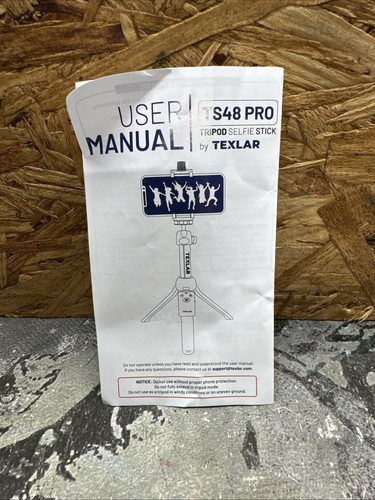 USER
MANUAL
TS48 PRO
TRIPOD SELFIE STICK
by TEXLAR
TEXLAR
Do not operate unless you have read and understood the user manual.
If you have any questions, please contact us at support@texlar.com
NOTICE: Do not use without proper phone protection.
Do not fully extend in tripod mode.
Do not use as a tripod in windy conditions or on uneven ground.